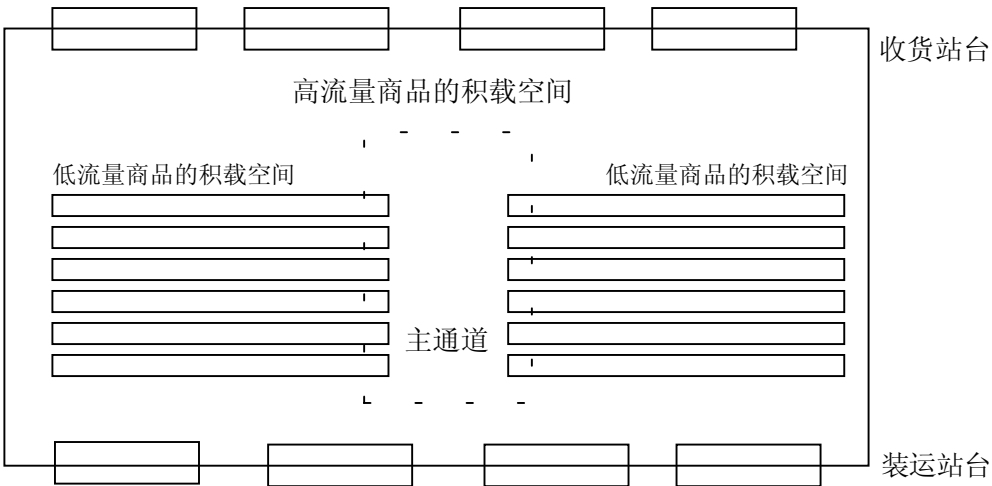 收货站台
高流量商品的积载空间
低流量商品的积载空间
低流量商品的积载空间
主通道
装运站台